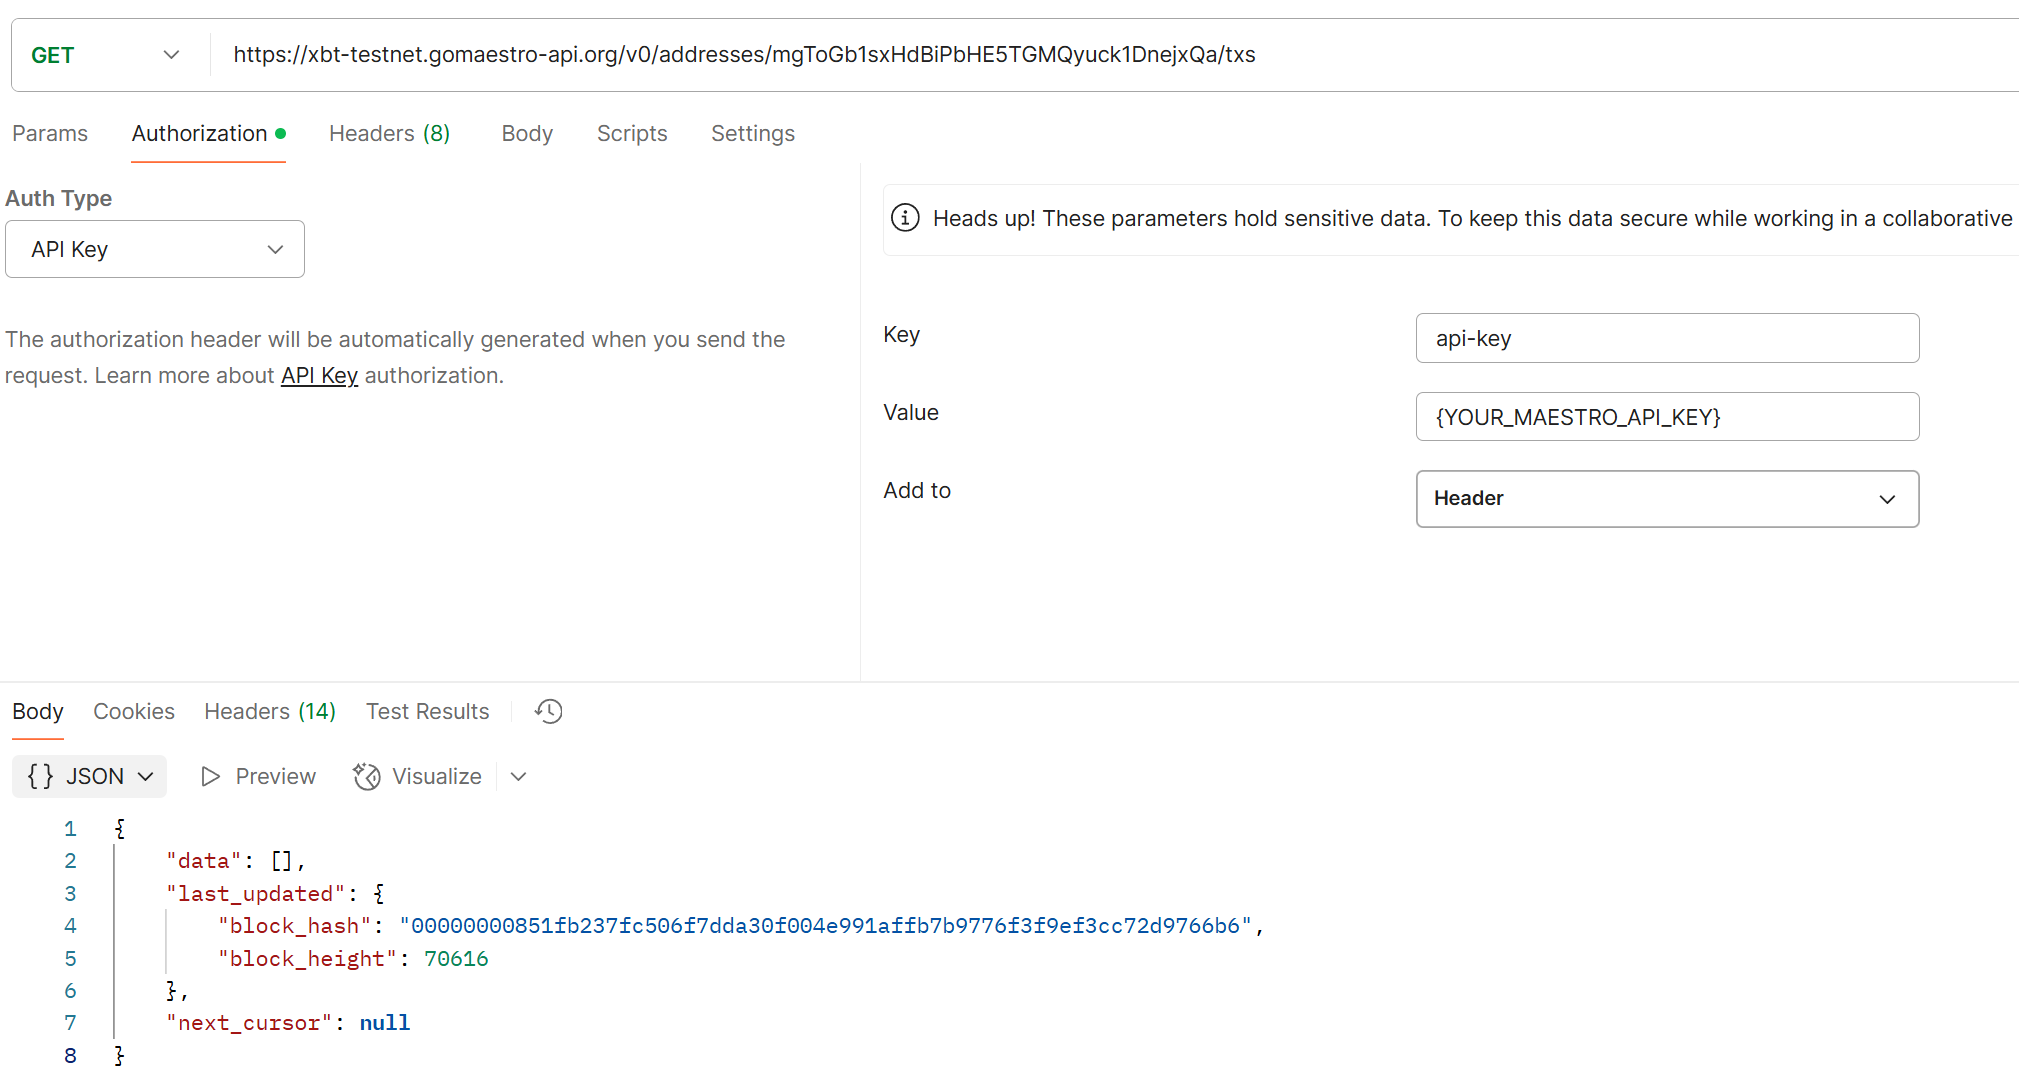 GET https://xbt-testnet.gomaestro-api.org/v0/addresses/mgToGb1sxHdBiPbHE5TGMQyuck1DnejxQa/txs
Params Authorization Headers (8) Body Scripts Settings
Auth Type
API Key
The authorization header will be automatically generated when you send the
request. Learn more about API Key authorization.
Heads up! These parameters hold sensitive data. To keep this data secure while working in a collaborative
Key api-key
Value {YOUR_MAESTRO_API_KEY}
Add to Header
Body Cookies Headers (14) Test Results
{} JSON Preview Visualize
1 {
2 "data": [],
3 "last_updated": {
4 "block_hash": "00000000851fb237fc506f7dda30f004e991affb7b9776f3f9ef3cc72d9766b6",
5 "block_height": 70616
6 },
7 "next_cursor": null
8 }